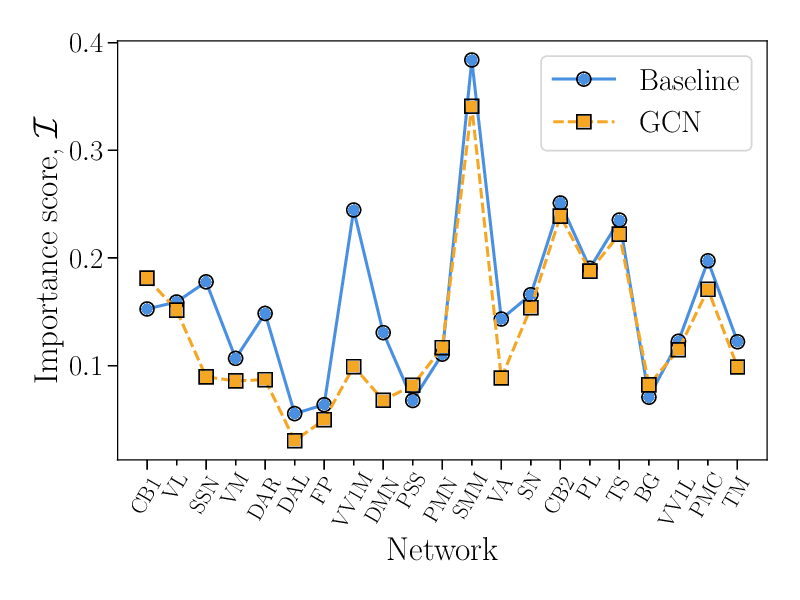 0.4
0.3
0.2
0.1
Importance score, ℐ
Baseline
GCN
CB1
VL
SSN
VM
DAR
DAL
FP
VV1M
DMN
PSS
PMN
SMM
VA
SN
CB2
PL
TS
BG
VV1L
PMC
TM
Network